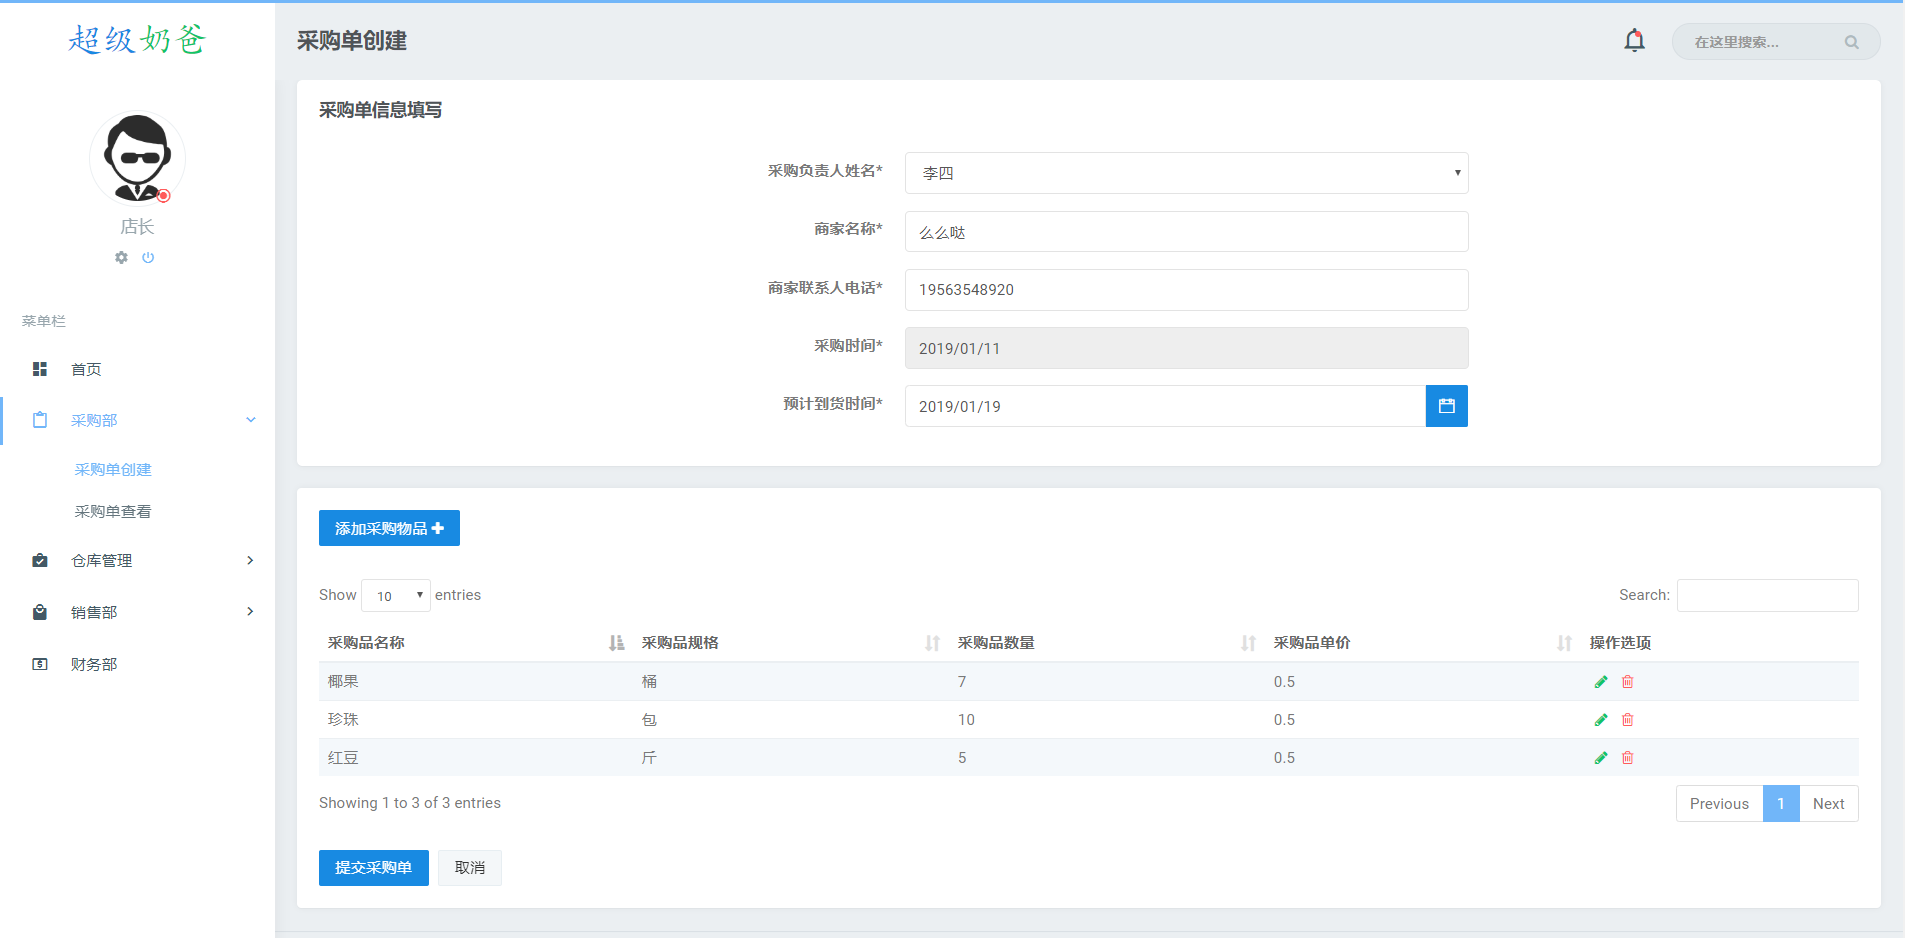 超级奶爸
采购单创建
在这里搜索...
店长
菜单栏
首页
采购部
采购单创建
采购单查看
仓库管理
销售部
财务部
采购单信息填写
采购负责人姓名* 李四
商家名称* 么么哒
商家联系人电话* 19563548920
采购时间* 2019/01/11
预计到货时间* 2019/01/19
添加采购物品
Show 10 entries Search:
采购品名称 采购品规格 采购品数量 采购品单价 操作选项
椰果 桶 7 0.5
珍珠 包 10 0.5
红豆 斤 5 0.5
Showing 1 to 3 of 3 entries Previous 1 Next
提交采购单 取消